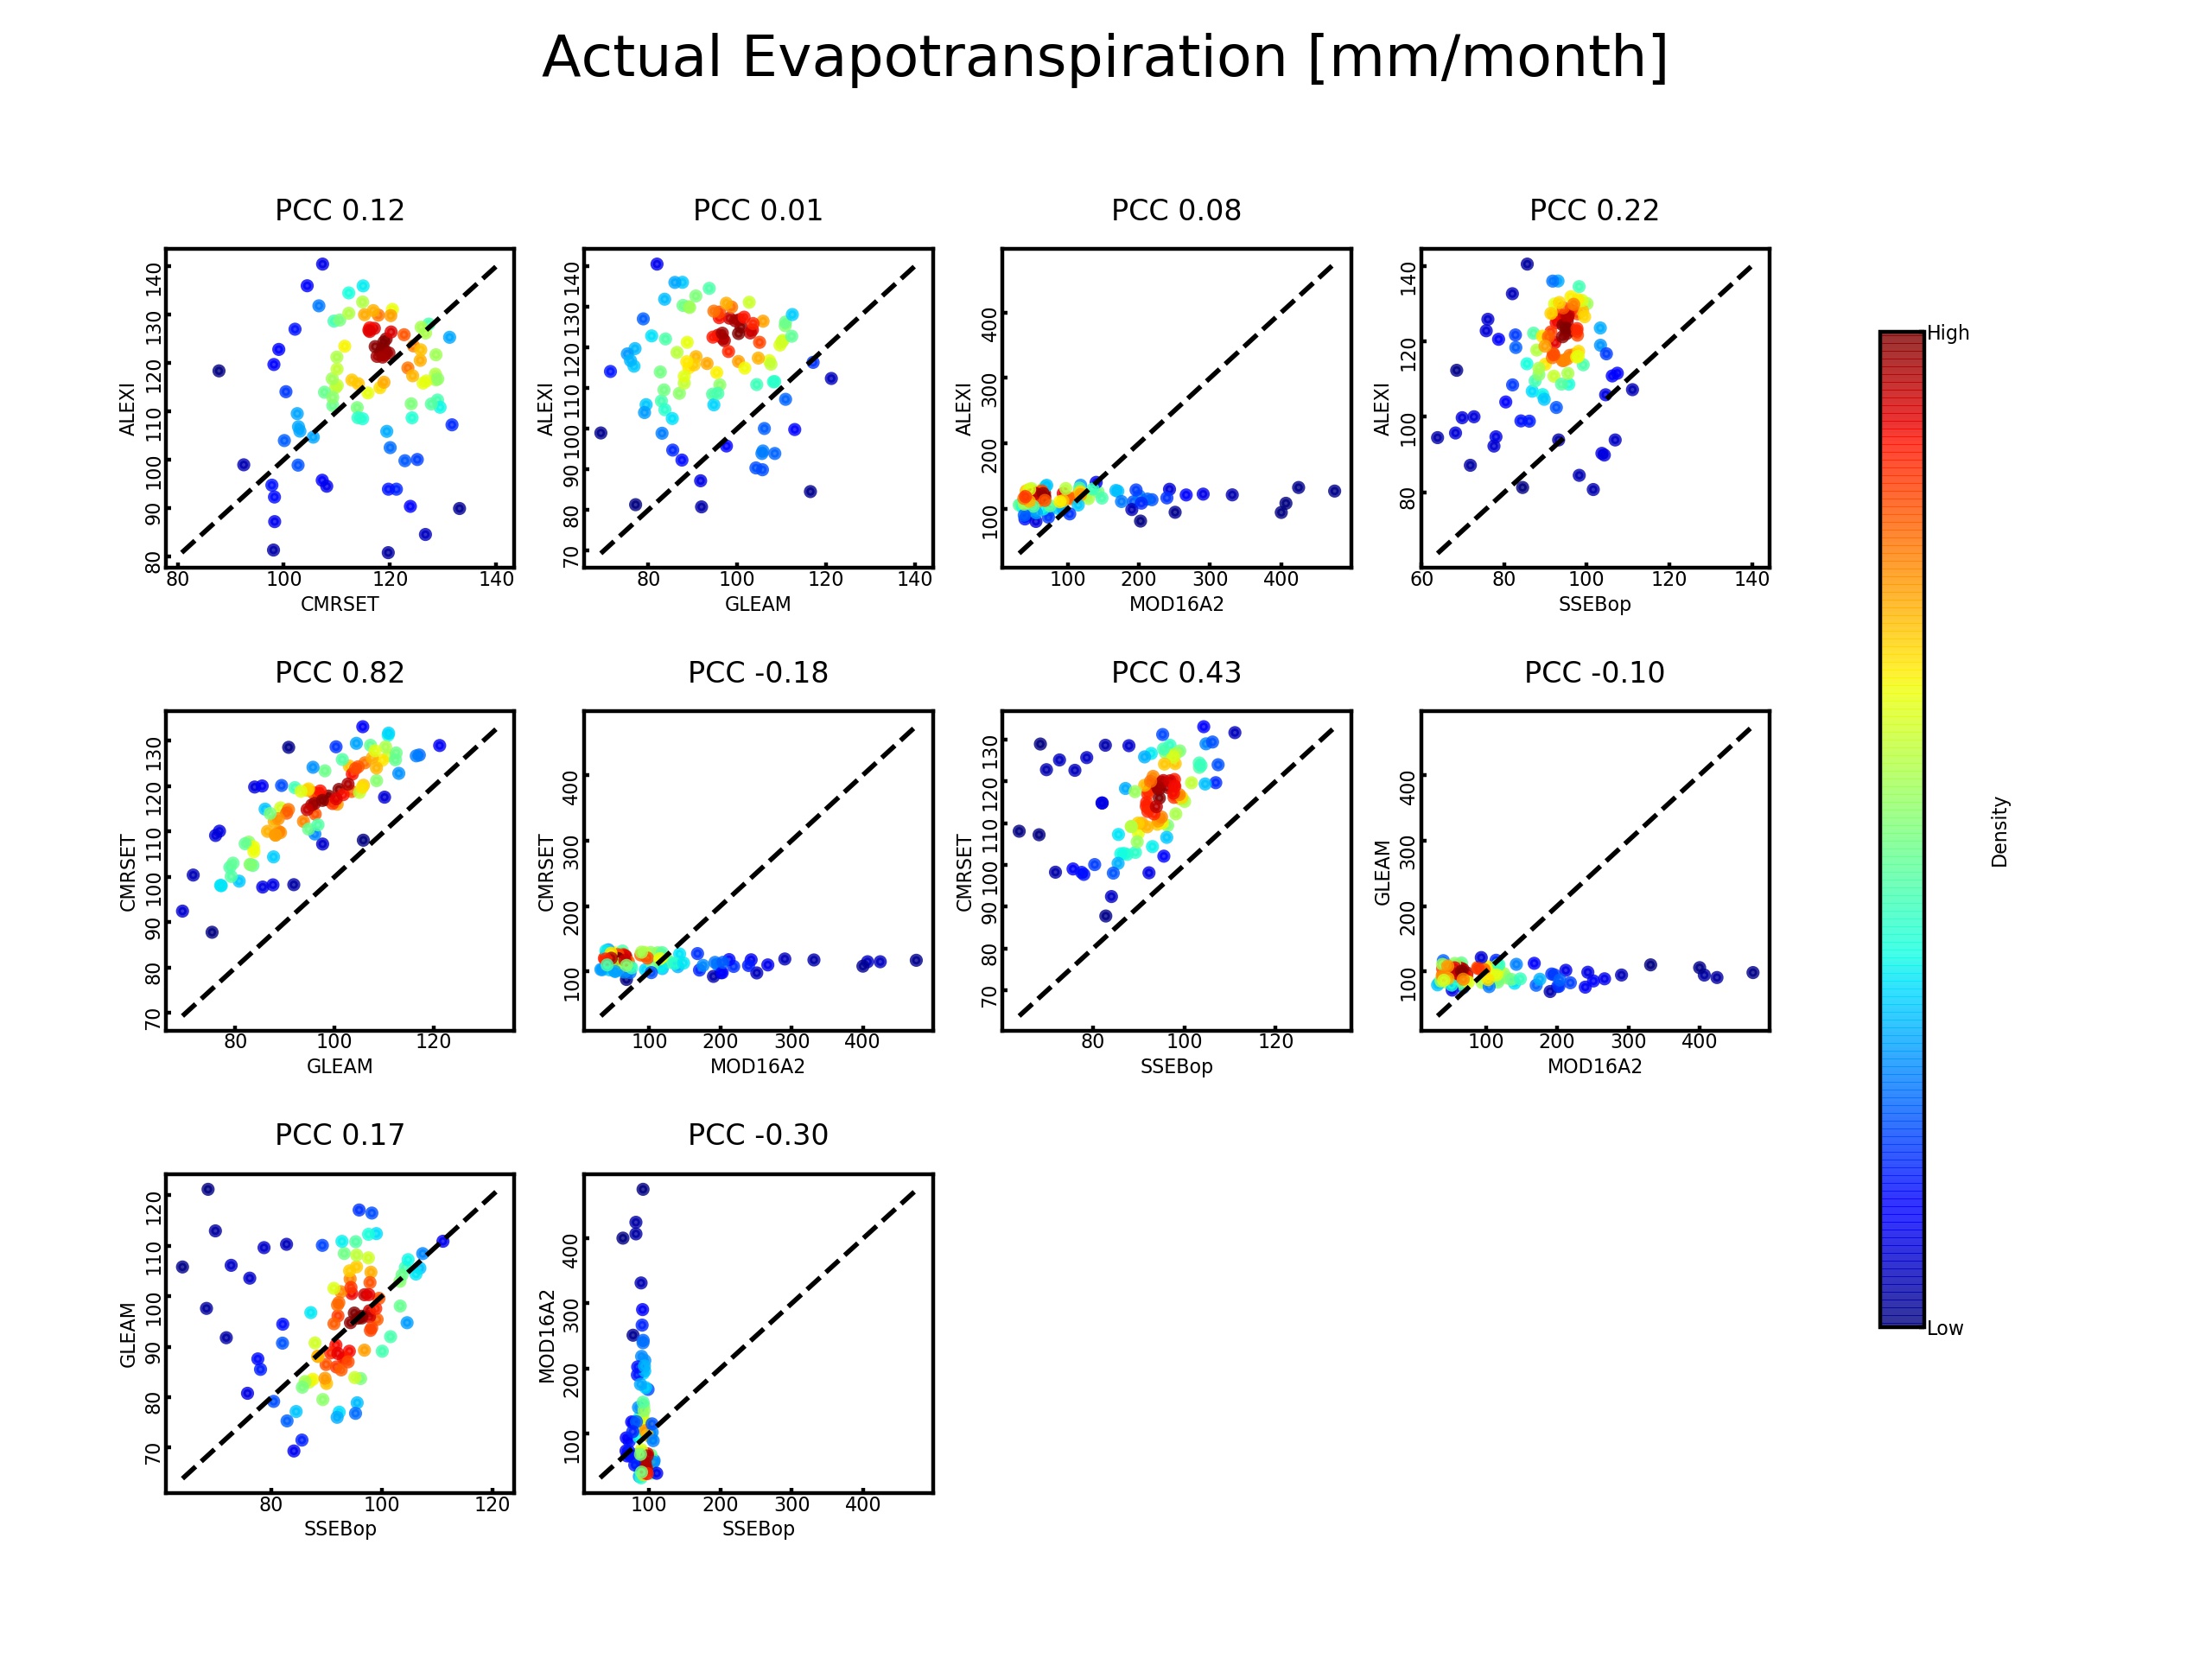 Actual Evapotranspiration [mm/month]
PCC 0.12
PCC 0.01
PCC 0.08
PCC 0.22
ALEXI
80 90 100 110 120 130 140
80 100 120 140
CMRSET
ALEXI
70 80 90 100 110 120 130 140
80 100 120 140
GLEAM
ALEXI
100 200 300 400
100 200 300 400
MOD16A2
ALEXI
80 100 120 140
60 80 100 120 140
SSEBop
PCC 0.82
PCC -0.18
PCC 0.43
PCC -0.10
CMRSET
70 80 90 100 110 120 130
80 100 120
GLEAM
CMRSET
100 200 300 400
100 200 300 400
MOD16A2
CMRSET
70 80 90 100 110 120 130
80 100 120
SSEBop
GLEAM
100 200 300 400
100 200 300 400
MOD16A2
PCC 0.17
PCC -0.30
GLEAM
70 80 90 100 110 120
80 100 120
SSEBop
MOD16A2
100 200 300 400
100 200 300 400
SSEBop
High
Density
Low